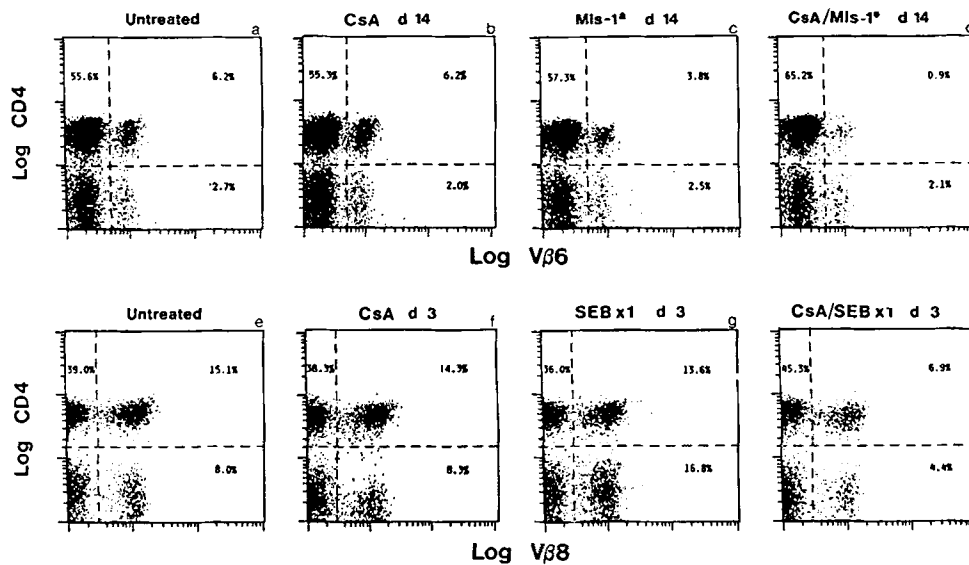 Untreated
a
CsA d 14
b
Mls-1ª d 14
c
CsA/Mls-1ª d 14
d
55.6%
6.2%
2.7%
55.3%
6.2%
2.0%
57.3%
3.8%
2.5%
65.2%
0.9%
2.1%
Log CD4
Log Vβ6
Untreated
e
CsA d 3
f
SEB x1 d 3
g
CsA/SEB x1 d 3
39.0%
15.1%
8.0%
38.3%
14.3%
8.3%
36.0%
13.6%
16.8%
45.3%
6.9%
4.4%
Log CD4
Log Vβ8